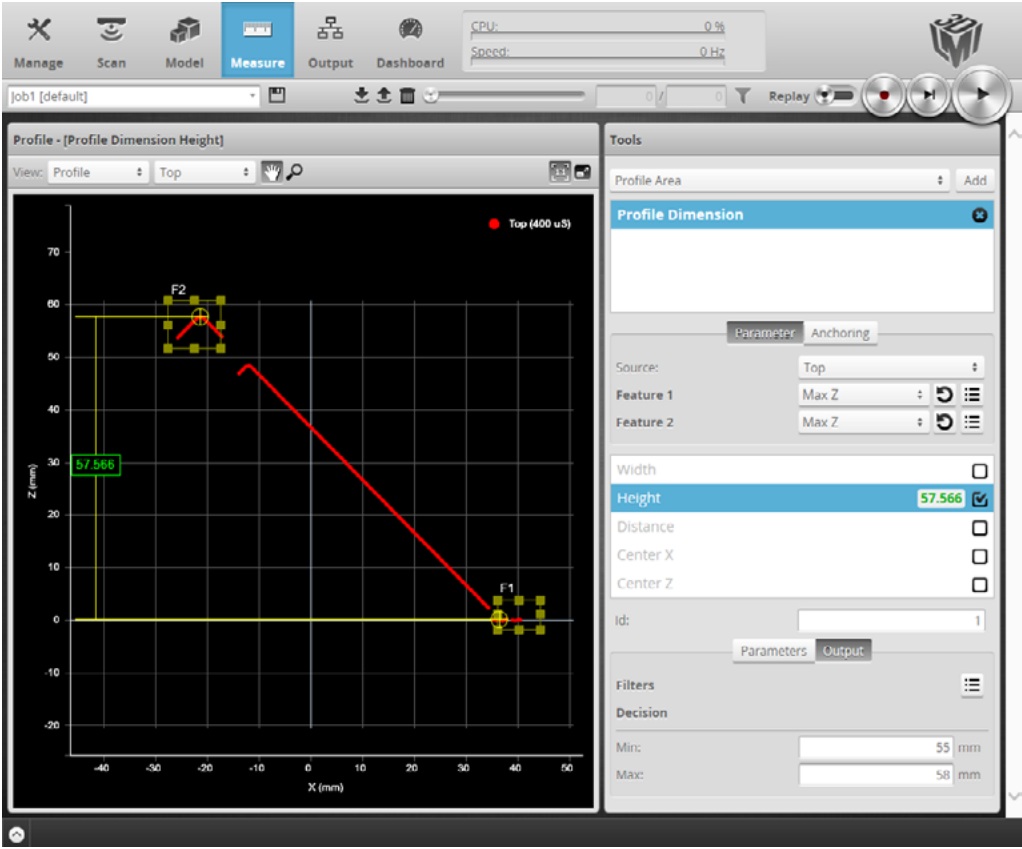 CPU: 0 %
Speed: 0 Hz
Manage Scan Model Measure Output Dashboard
Job1 [default] 0 / 0 Replay
Profile - [Profile Dimension Height]
View: Profile Top
Top (400 uS)
70
60
50
40
30
20
10
0
-10
-20
Z (mm)
F2
57.566
F1
-40 -30 -20 -10 0 10 20 30 40 50
X (mm)
Tools
Profile Area Add
Profile Dimension
Parameter Anchoring
Source: Top
Feature 1 Max Z
Feature 2 Max Z
Width
Height 57.566
Distance
Center X
Center Z
Id: 1
Parameters Output
Filters
Decision
Min: 55 mm
Max: 58 mm